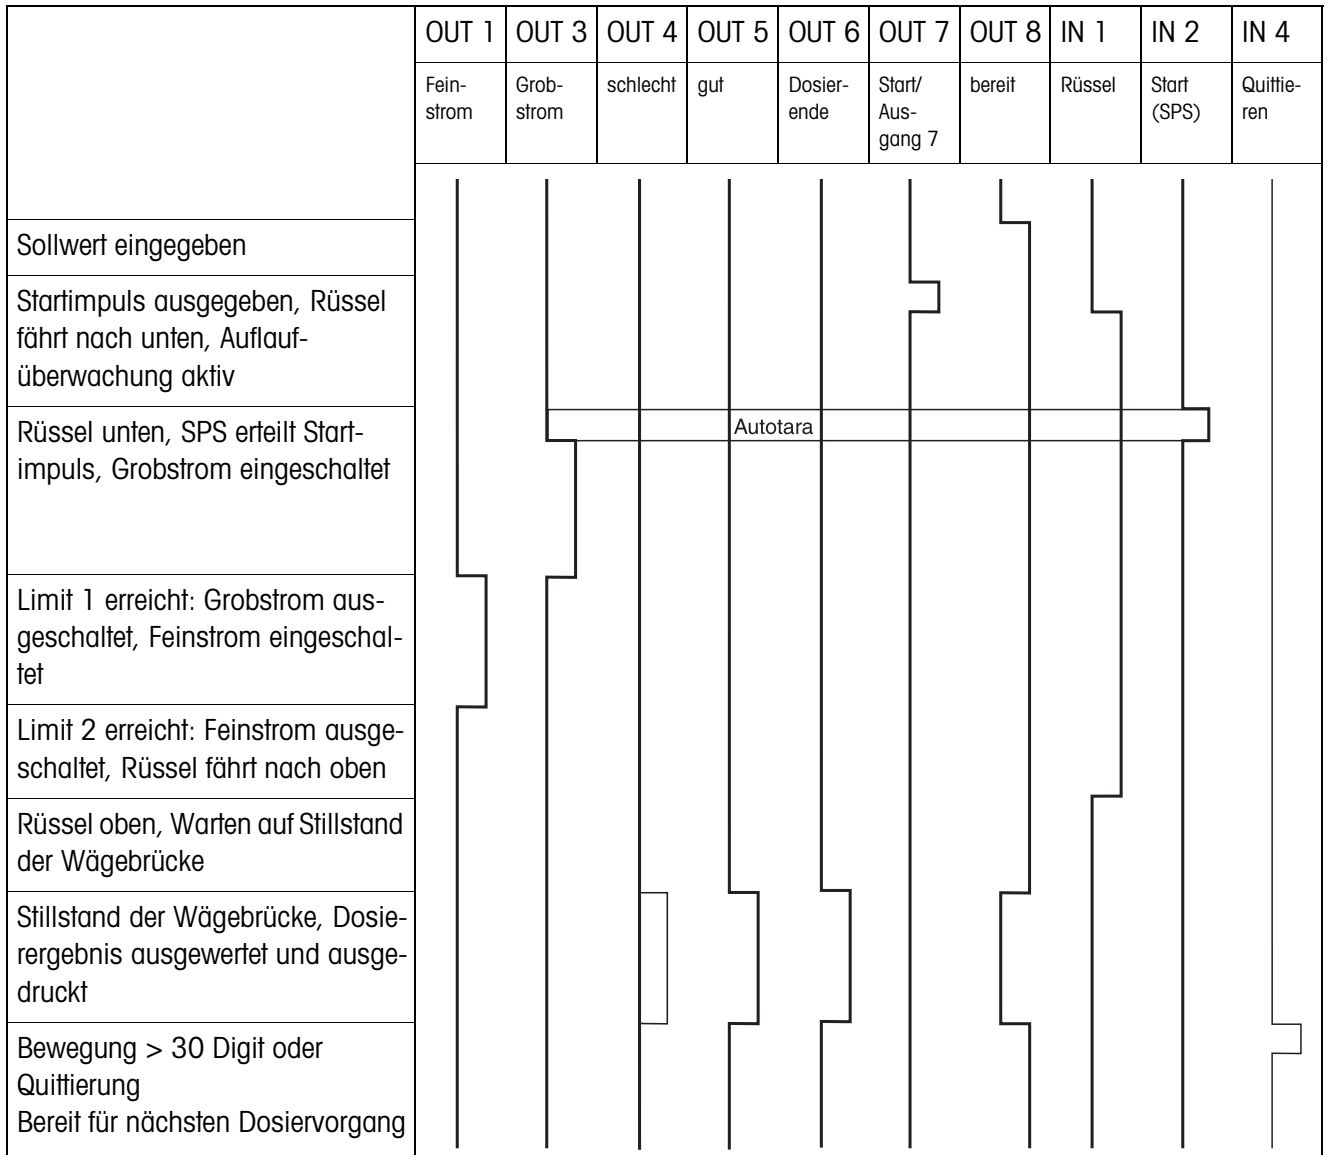 OUT 1 OUT 3 OUT 4 OUT 5 OUT 6 OUT 7 OUT 8 IN 1 IN 2 IN 4
Fein- Grob- schlecht gut Dosier- Start/ bereit Rüssel Start Quittie-
strom strom ende Aus- (SPS) ren
gang 7
Sollwert eingegeben
Startimpuls ausgegeben, Rüssel
fährt nach unten, Auflauf-
überwachung aktiv
Rüssel unten, SPS erteilt Start-
impuls, Grobstrom eingeschaltet
Autotara
Limit 1 erreicht: Grobstrom aus-
geschaltet, Feinstrom eingeschal-
tet
Limit 2 erreicht: Feinstrom ausge-
schaltet, Rüssel fährt nach oben
Rüssel oben, Warten auf Stillstand
der Wägebrücke
Stillstand der Wägebrücke, Dosie-
rergebnis ausgewertet und ausge-
druckt
Bewegung > 30 Digit oder
Quittierung
Bereit für nächsten Dosiervorgang